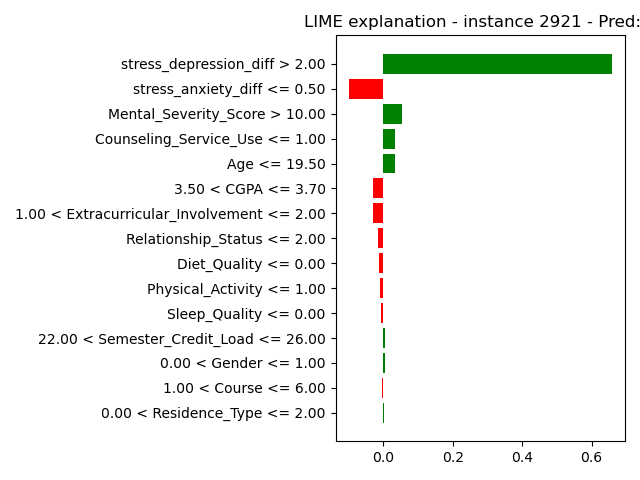 LIME explanation - instance 2921 - Pred:
stress_depression_diff > 2.00
stress_anxiety_diff <= 0.50
Mental_Severity_Score > 10.00
Counseling_Service_Use <= 1.00
Age <= 19.50
3.50 < CGPA <= 3.70
1.00 < Extracurricular_Involvement <= 2.00
Relationship_Status <= 2.00
Diet_Quality <= 0.00
Physical_Activity <= 1.00
Sleep_Quality <= 0.00
22.00 < Semester_Credit_Load <= 26.00
0.00 < Gender <= 1.00
1.00 < Course <= 6.00
0.00 < Residence_Type <= 2.00
0.0 0.2 0.4 0.6